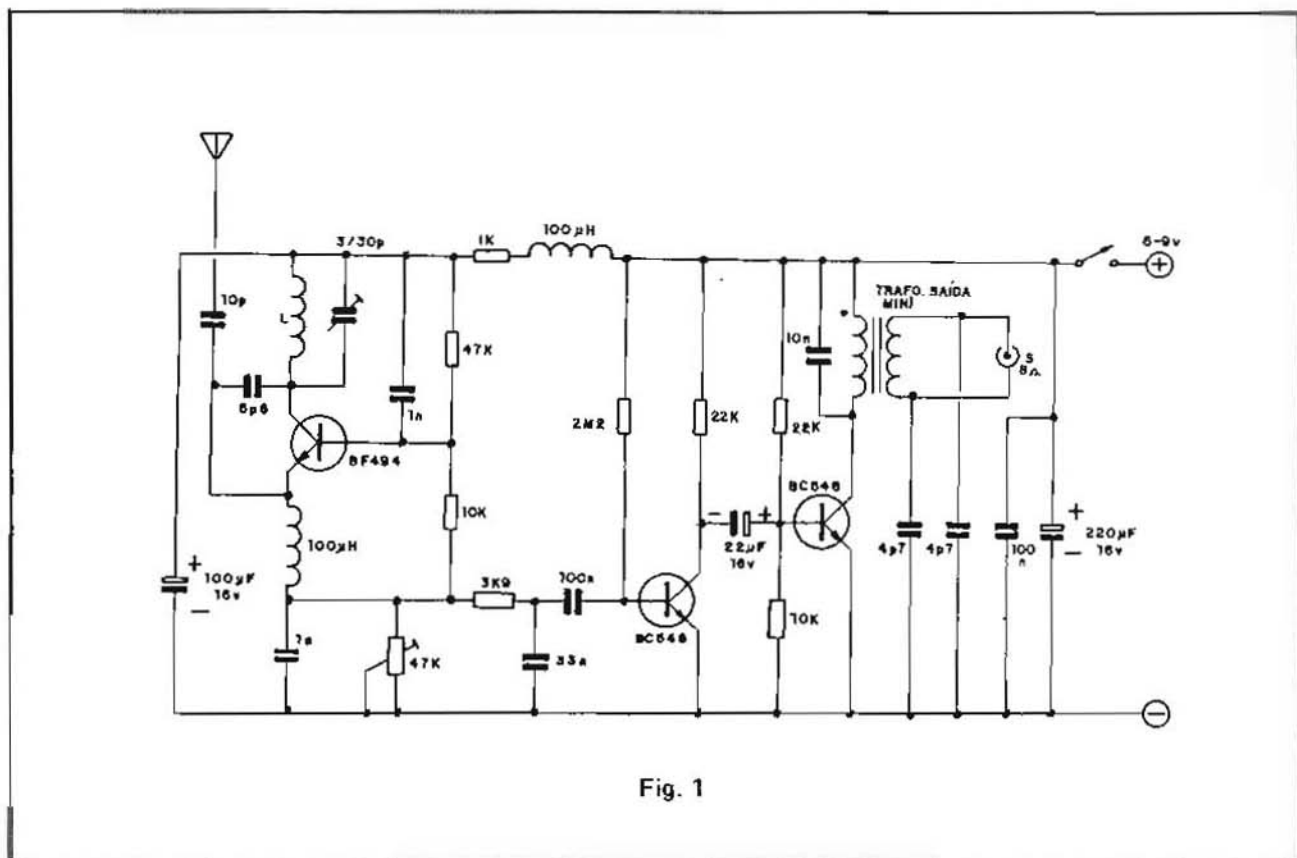 3/30p
1K
100µH
6-9v
+
10p
L
47K
TRAFO. SAÍDA
MINI
10n
S
8Ω
6p6
1n
2M2
22K
22K
BF494
BC548
10K
- +
22µF
16v
100µH
4p7
4p7
100
n
+
220µF
-
16v
+
100µF
16v
-
3K9
100n
BC548
10K
1n
47K
33n
-
Fig. 1